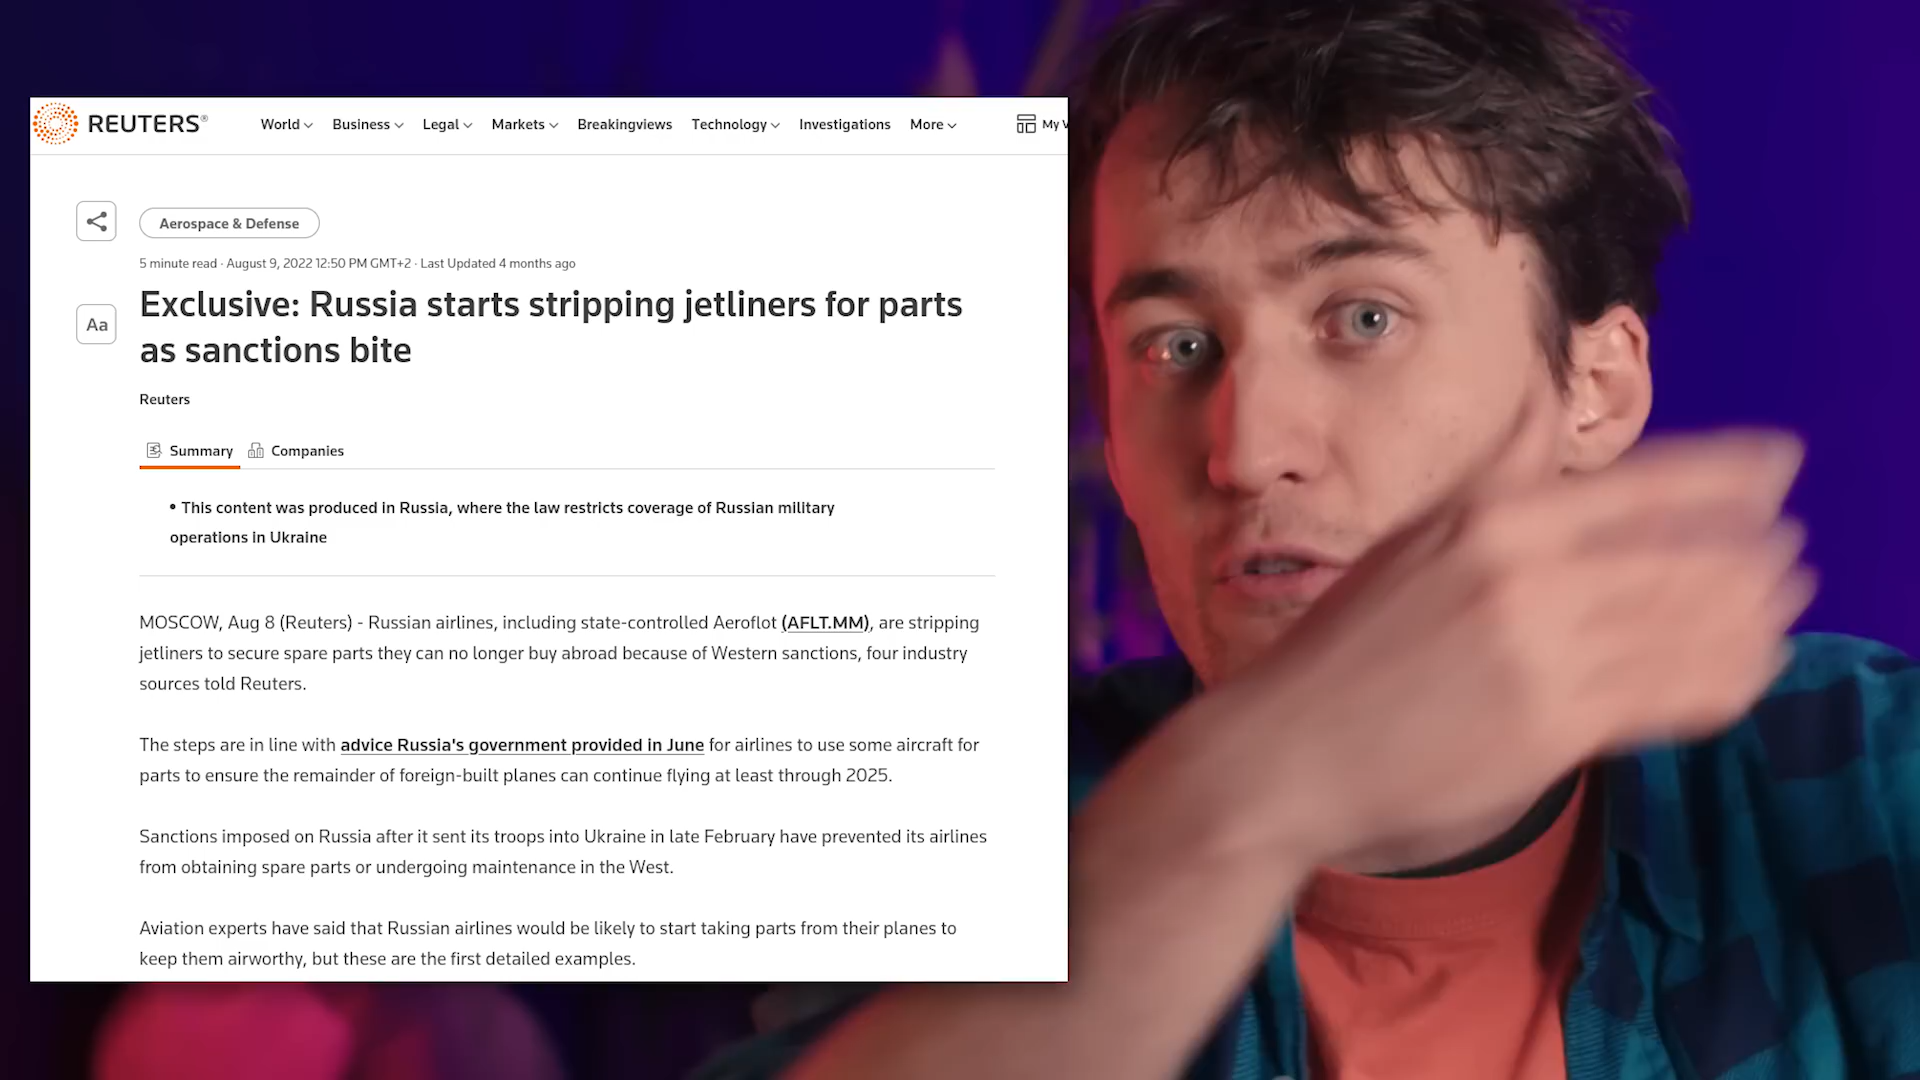 REUTERS®
World Business Legal Markets Breakingviews Technology Investigations More My
Aerospace & Defense
5 minute read · August 9, 2022 12:50 PM GMT+2 · Last Updated 4 months ago
Aa
Exclusive: Russia starts stripping jetliners for parts
as sanctions bite
Reuters
Summary Companies
• This content was produced in Russia, where the law restricts coverage of Russian military
operations in Ukraine
MOSCOW, Aug 8 (Reuters) - Russian airlines, including state-controlled Aeroflot (AFLT.MM), are stripping
jetliners to secure spare parts they can no longer buy abroad because of Western sanctions, four industry
sources told Reuters.
The steps are in line with advice Russia's government provided in June for airlines to use some aircraft for
parts to ensure the remainder of foreign-built planes can continue flying at least through 2025.
Sanctions imposed on Russia after it sent its troops into Ukraine in late February have prevented its airlines
from obtaining spare parts or undergoing maintenance in the West.
Aviation experts have said that Russian airlines would be likely to start taking parts from their planes to
keep them airworthy, but these are the first detailed examples.